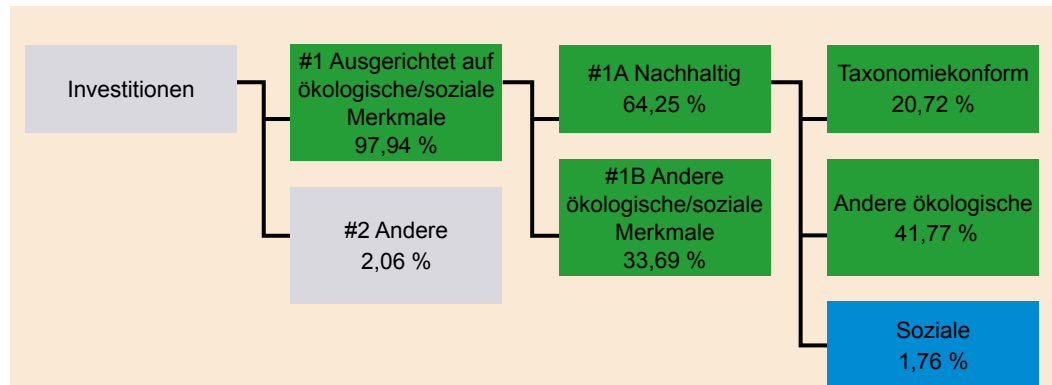 Investitionen
#1 Ausgerichtet auf
ökologische/soziale
Merkmale
97,94 %
#2 Andere
2,06 %
#1A Nachhaltig
64,25 %
#1B Andere
ökologische/soziale
Merkmale
33,69 %
Taxonomiekonform
20,72 %
Andere ökologische
41,77 %
Soziale
1,76 %